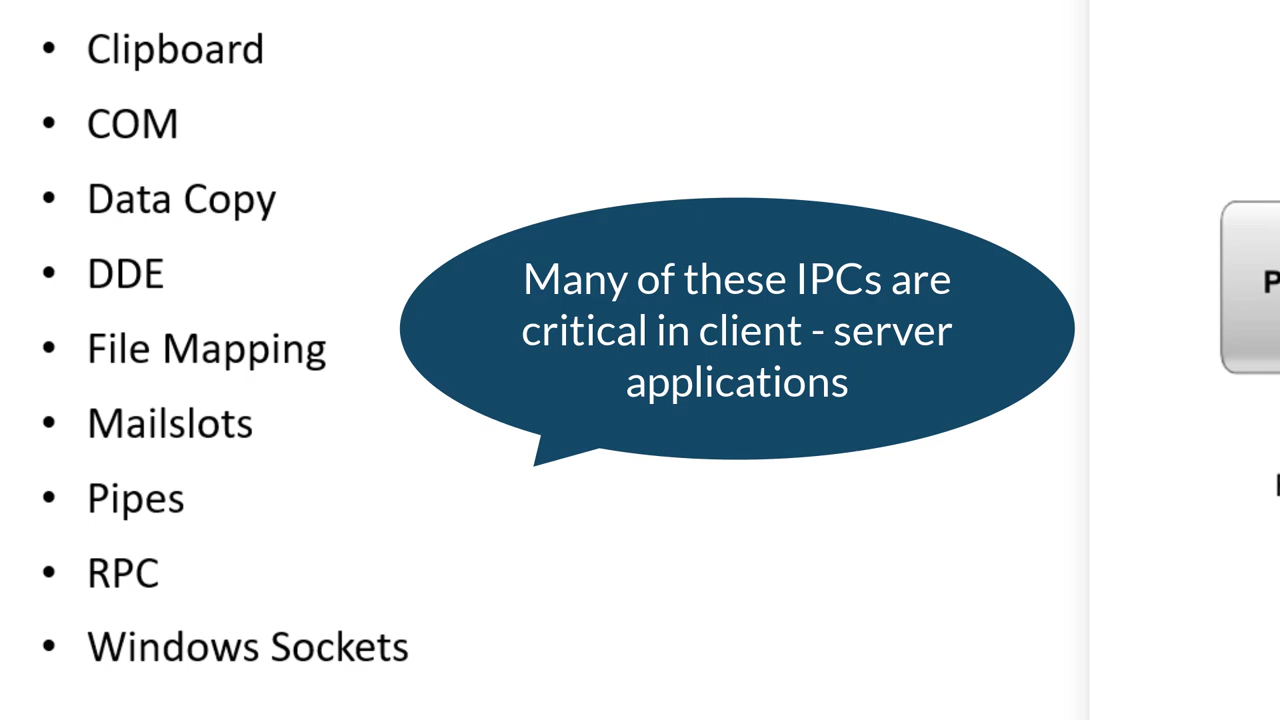 • Clipboard
• COM
• Data Copy
• DDE
• File Mapping
• Mailslots
• Pipes
• RPC
• Windows Sockets
Many of these IPCs are
critical in client - server
applications